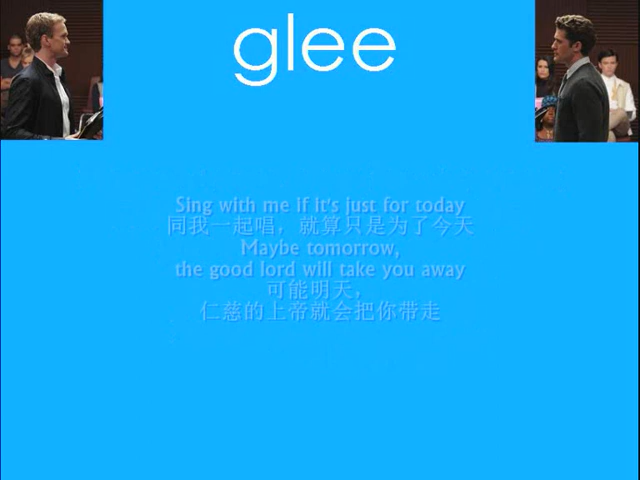 glee
Sing with me if it's just for today
同我一起唱，就算只是为了今天
Maybe tomorrow,
the good lord will take you away
可能明天，
仁慈的上帝就会把你带走